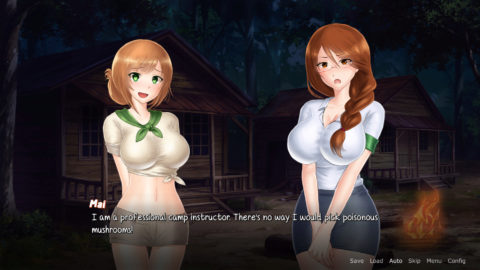 Mai
I am a professional camp instructor. There's no way I would pick poisonous
mushrooms!
Save Load Auto Skip Menu Config